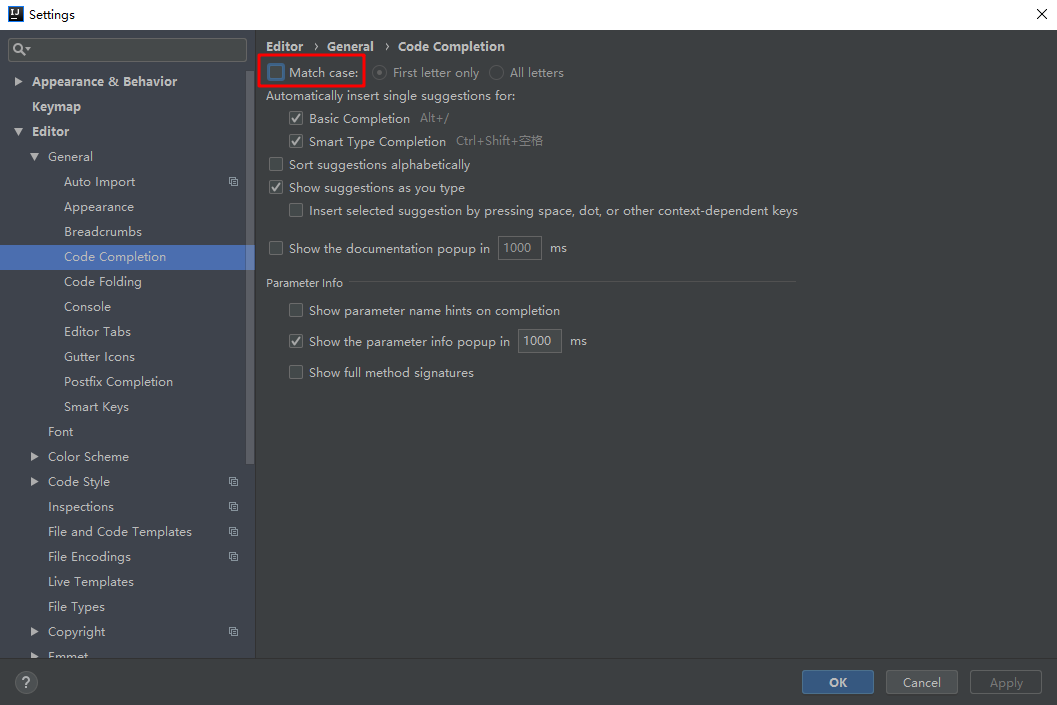 Settings
Editor › General › Code Completion
Match case: First letter only All letters
Automatically insert single suggestions for:
Basic Completion Alt+/
Smart Type Completion Ctrl+Shift+空格
Sort suggestions alphabetically
Show suggestions as you type
Insert selected suggestion by pressing space, dot, or other context-dependent keys
Show the documentation popup in 1000 ms
Parameter Info
Show parameter name hints on completion
Show the parameter info popup in 1000 ms
Show full method signatures
Appearance & Behavior
Keymap
Editor
General
Auto Import
Appearance
Breadcrumbs
Code Completion
Code Folding
Console
Editor Tabs
Gutter Icons
Postfix Completion
Smart Keys
Font
Color Scheme
Code Style
Inspections
File and Code Templates
File Encodings
Live Templates
File Types
Copyright
Emmet
?
OK Cancel Apply